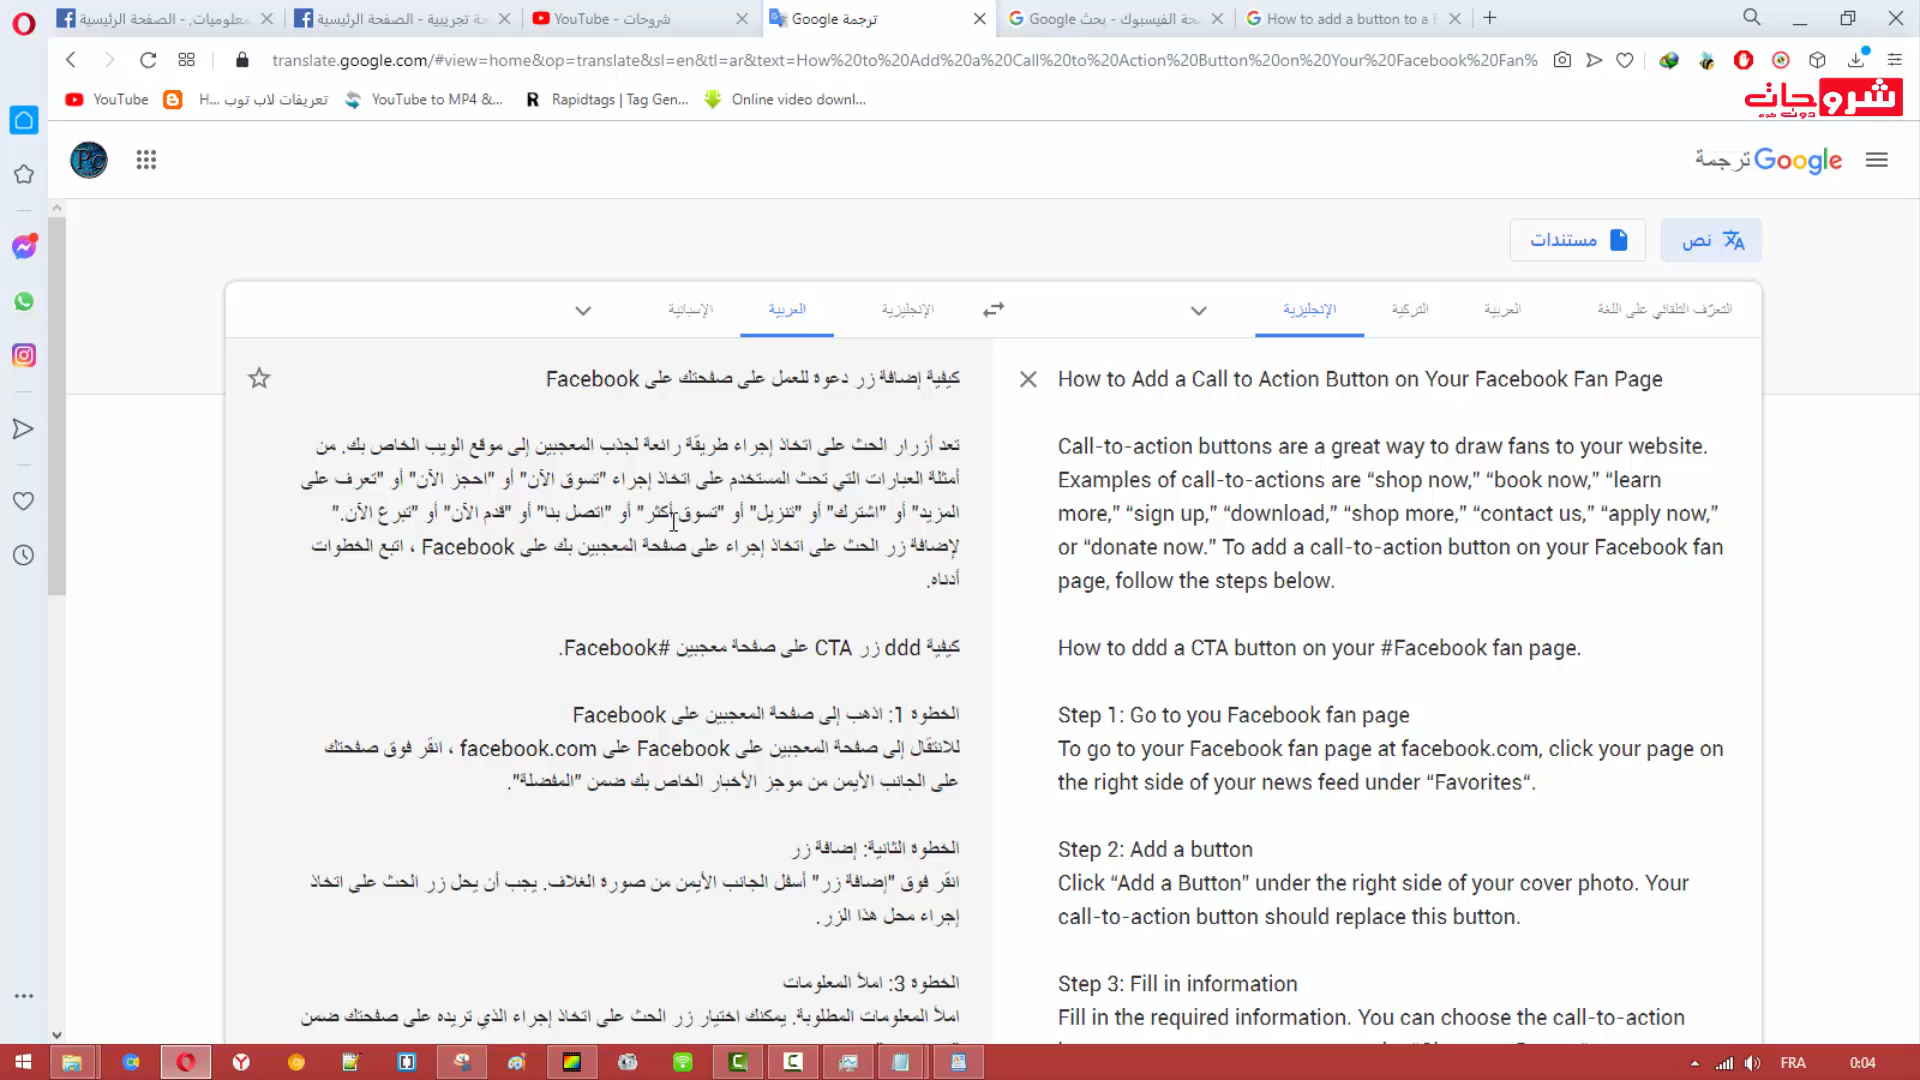 معلوميات, - الصفحة الرئيسية
حة تجريبية - الصفحة الرئيسية
YouTube - شروحات
ترجمة Google
حة الفيسبوك - بحث Google
How to add a button to a F
translate.google.com/#view=home&op=translate&sl=en&tl=ar&text=How%20to%20Add%20a%20Call%20to%20Action%20Button%20on%20Your%20Facebook%20Fan%
YouTube
تعريفات لاب توب ...H
YouTube to MP4 &...
Rapidtags | Tag Gen...
Online video downl...
شروحات
دوت كوم
ترجمة Google
نص
مستندات
التعرّف التلقائي على اللغة
العربية
التركية
الإنجليزية
الإنجليزية
العربية
الإسبانية
How to Add a Call to Action Button on Your Facebook Fan Page
Call-to-action buttons are a great way to draw fans to your website.
Examples of call-to-actions are “shop now,” “book now,” “learn
more,” “sign up,” “download,” “shop more,” “contact us,” “apply now,”
or “donate now.” To add a call-to-action button on your Facebook fan
page, follow the steps below.
How to ddd a CTA button on your #Facebook fan page.
Step 1: Go to you Facebook fan page
To go to your Facebook fan page at facebook.com, click your page on
the right side of your news feed under “Favorites“.
Step 2: Add a button
Click “Add a Button” under the right side of your cover photo. Your
call-to-action button should replace this button.
Step 3: Fill in information
Fill in the required information. You can choose the call-to-action
كيفية إضافة زر دعوة للعمل على صفحتك على Facebook
تعد أزرار الحث على اتخاذ إجراء طريقة رائعة لجذب المعجبين إلى موقع الويب الخاص بك. من
أمثلة العبارات التي تحث المستخدم على اتخاذ إجراء "تسوق الآن" أو "احجز الآن" أو "تعرف على
المزيد" أو "اشترك" أو "تنزيل" أو "تسوق أكثر" أو "اتصل بنا" أو "قدم الآن" أو "تبرع الآن."
لإضافة زر الحث على اتخاذ إجراء على صفحة المعجبين بك على Facebook ، اتبع الخطوات
أدناه.
كيفية ddd زر CTA على صفحة معجبين #Facebook.
الخطوة 1: اذهب إلى صفحة المعجبين على Facebook
للانتقال إلى صفحة المعجبين على Facebook على facebook.com ، انقر فوق صفحتك
على الجانب الأيمن من موجز الأخبار الخاص بك ضمن "المفضلة".
الخطوة الثانية: إضافة زر
انقر فوق "إضافة زر" أسفل الجانب الأيمن من صورة الغلاف. يجب أن يحل زر الحث على اتخاذ
إجراء محل هذا الزر.
الخطوة 3: املأ المعلومات
املأ المعلومات المطلوبة. يمكنك اختيار زر الحث على اتخاذ إجراء الذي تريده على صفحتك ضمن
FRA
0:04